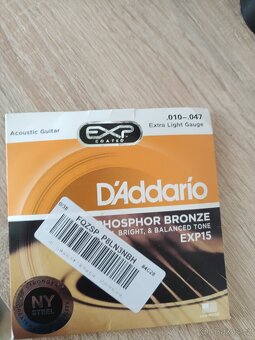 EXP
COATED
.010-.047
Extra Light Gauge
Acoustic Guitar
D'Addario
PHOSPHOR BRONZE
BRIGHT, & BALANCED TONE
EXP15
NY
STEEL